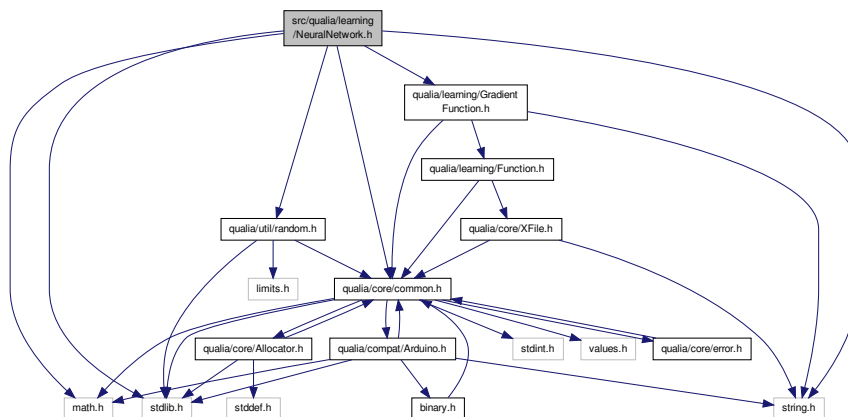 src/qualia/learning
/NeuralNetwork.h
qualia/learning/Gradient
Function.h
qualia/learning/Function.h
qualia/util/random.h
qualia/core/XFile.h
limits.h
qualia/core/common.h
qualia/core/Allocator.h
qualia/compat/Arduino.h
stdint.h
values.h
qualia/core/error.h
math.h
stdlib.h
stddef.h
binary.h
string.h